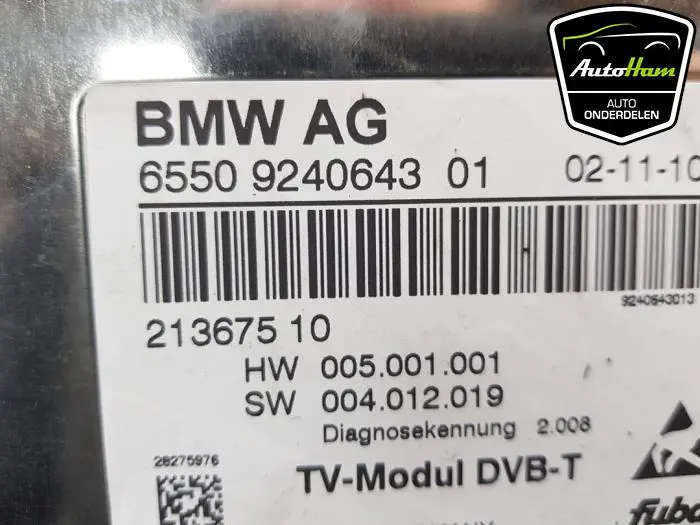 AutoHam
AUTO
ONDERDELEN
BMW AG
6550 9240643 01 02-11-10
9240643013
213675 10
HW 005.001.001
SW 004.012.019
Diagnosekennung 2.008
28275976
TV-Modul DVB-T